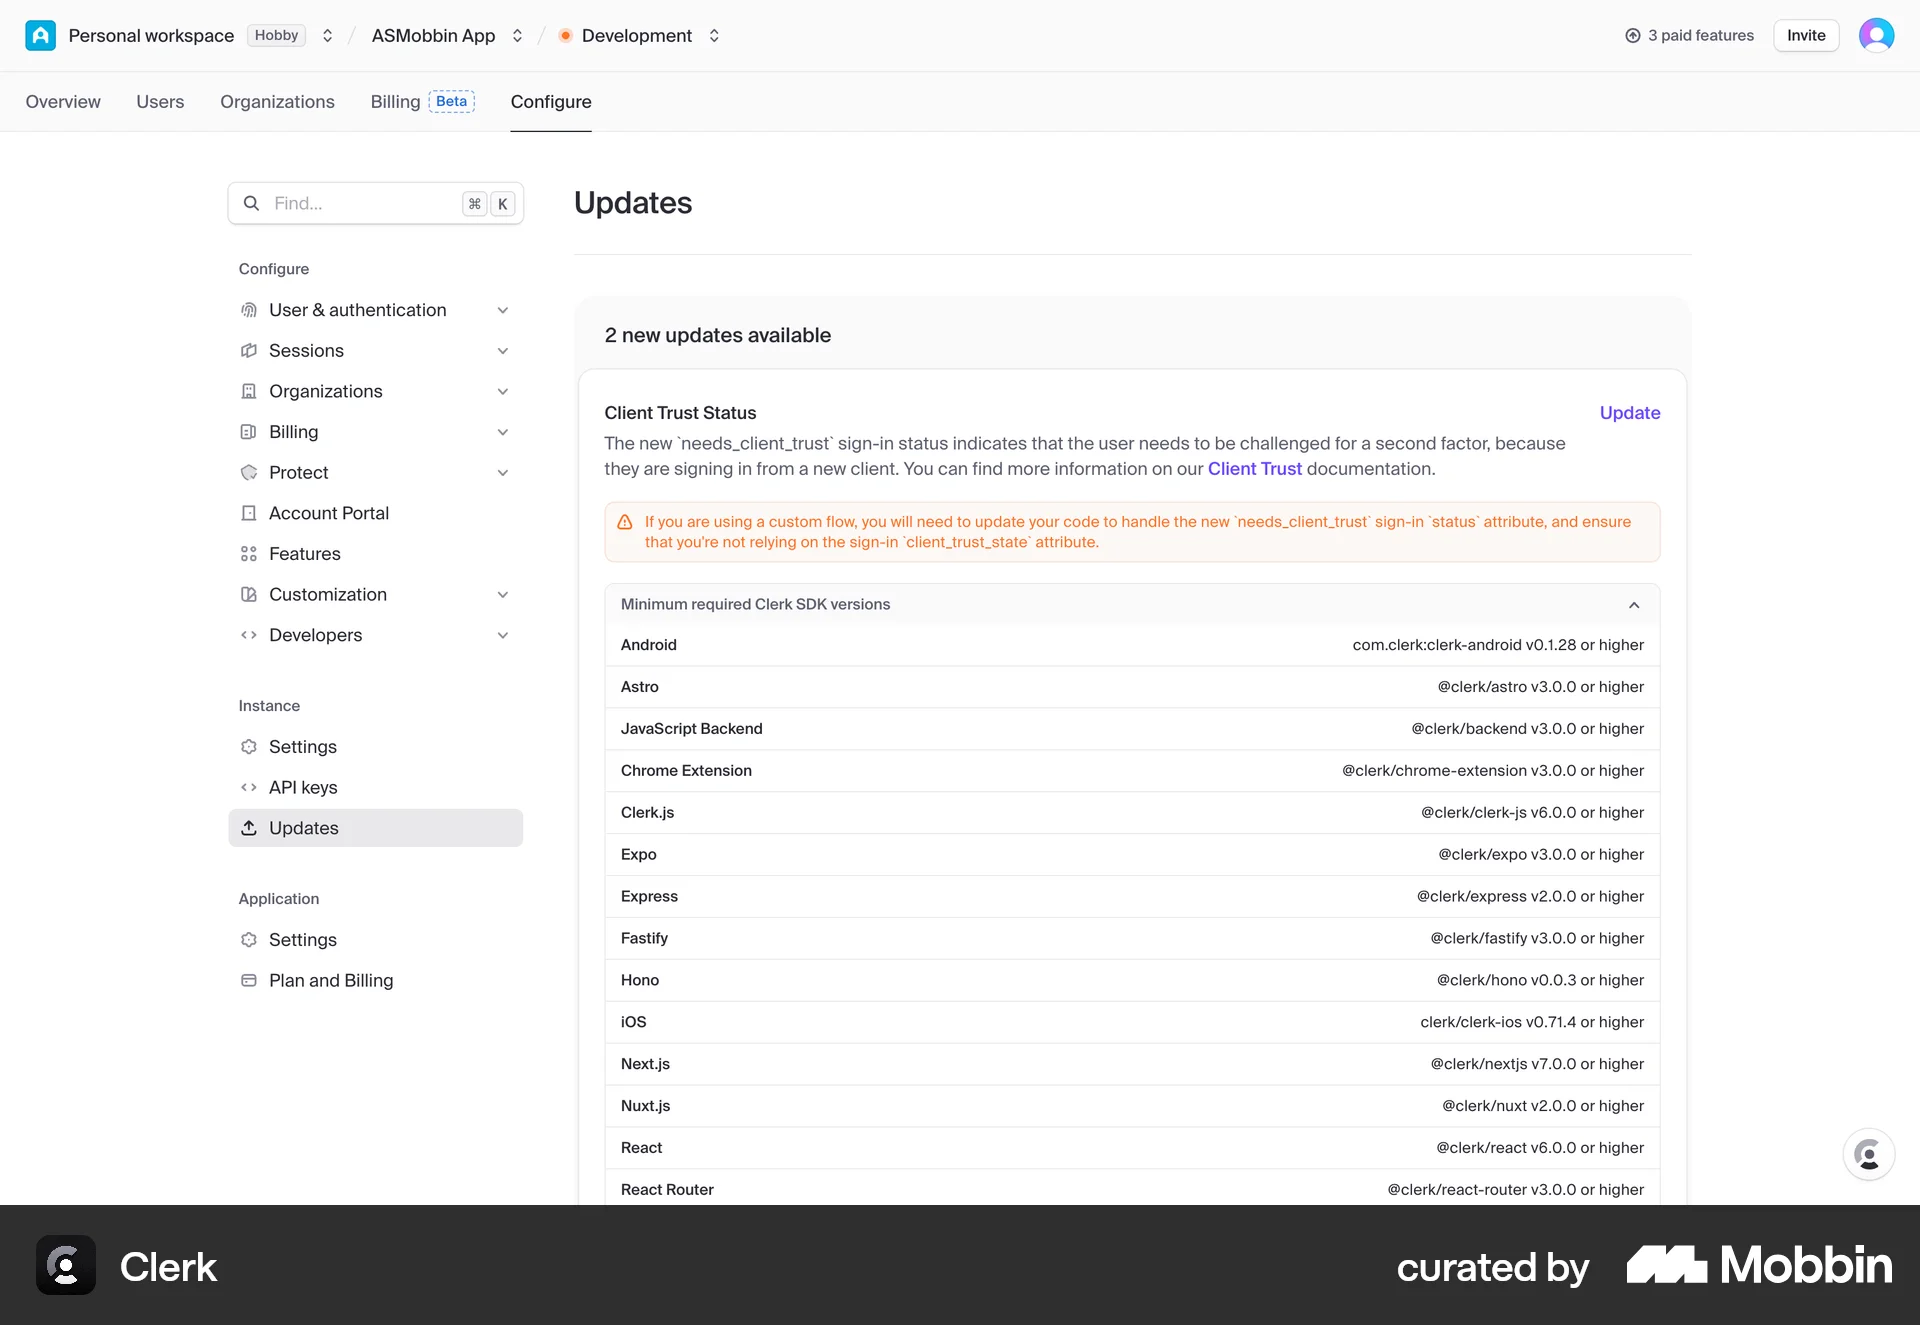 Personal workspace Hobby / ASMobbin App / Development 3 paid features Invite
Overview Users Organizations Billing Beta Configure
Find... ⌘ K
Configure
User & authentication
Sessions
Organizations
Billing
Protect
Account Portal
Features
Customization
Developers
Instance
Settings
API keys
Updates
Application
Settings
Plan and Billing
Updates
2 new updates available
Client Trust Status Update
The new `needs_client_trust` sign-in status indicates that the user needs to be challenged for a second factor, because
they are signing in from a new client. You can find more information on our Client Trust documentation.
If you are using a custom flow, you will need to update your code to handle the new `needs_client_trust` sign-in `status` attribute, and ensure
that you're not relying on the sign-in `client_trust_state` attribute.
Minimum required Clerk SDK versions
Android com.clerk:clerk-android v0.1.28 or higher
Astro @clerk/astro v3.0.0 or higher
JavaScript Backend @clerk/backend v3.0.0 or higher
Chrome Extension @clerk/chrome-extension v3.0.0 or higher
Clerk.js @clerk/clerk-js v6.0.0 or higher
Expo @clerk/expo v3.0.0 or higher
Express @clerk/express v2.0.0 or higher
Fastify @clerk/fastify v3.0.0 or higher
Hono @clerk/hono v0.0.3 or higher
iOS clerk/clerk-ios v0.71.4 or higher
Next.js @clerk/nextjs v7.0.0 or higher
Nuxt.js @clerk/nuxt v2.0.0 or higher
React @clerk/react v6.0.0 or higher
React Router @clerk/react-router v3.0.0 or higher
Clerk curated by Mobbin